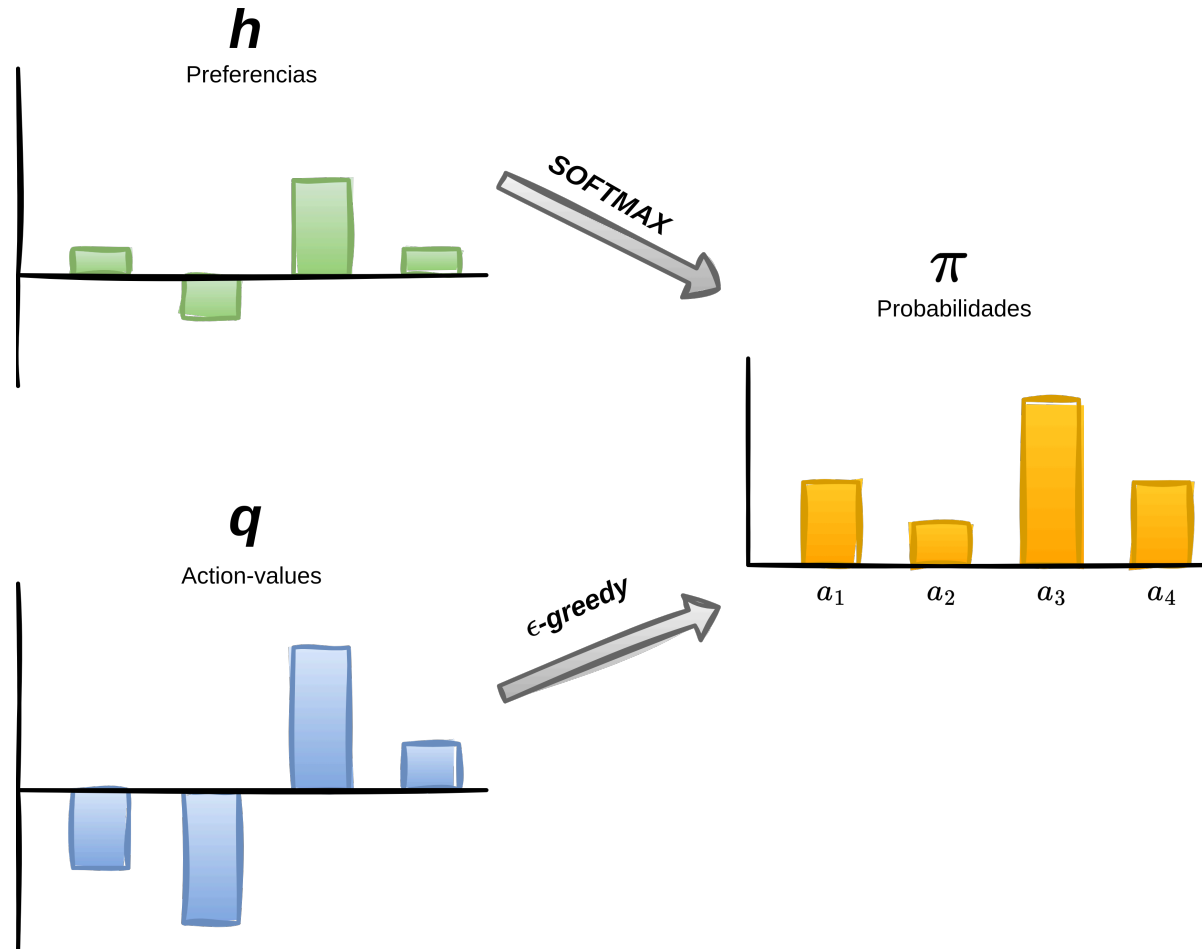 h
Preferencias
SOFTMAX
π
Probabilidades
a₁ a₂ a₃ a₄
q
Action-values
ϵ-greedy